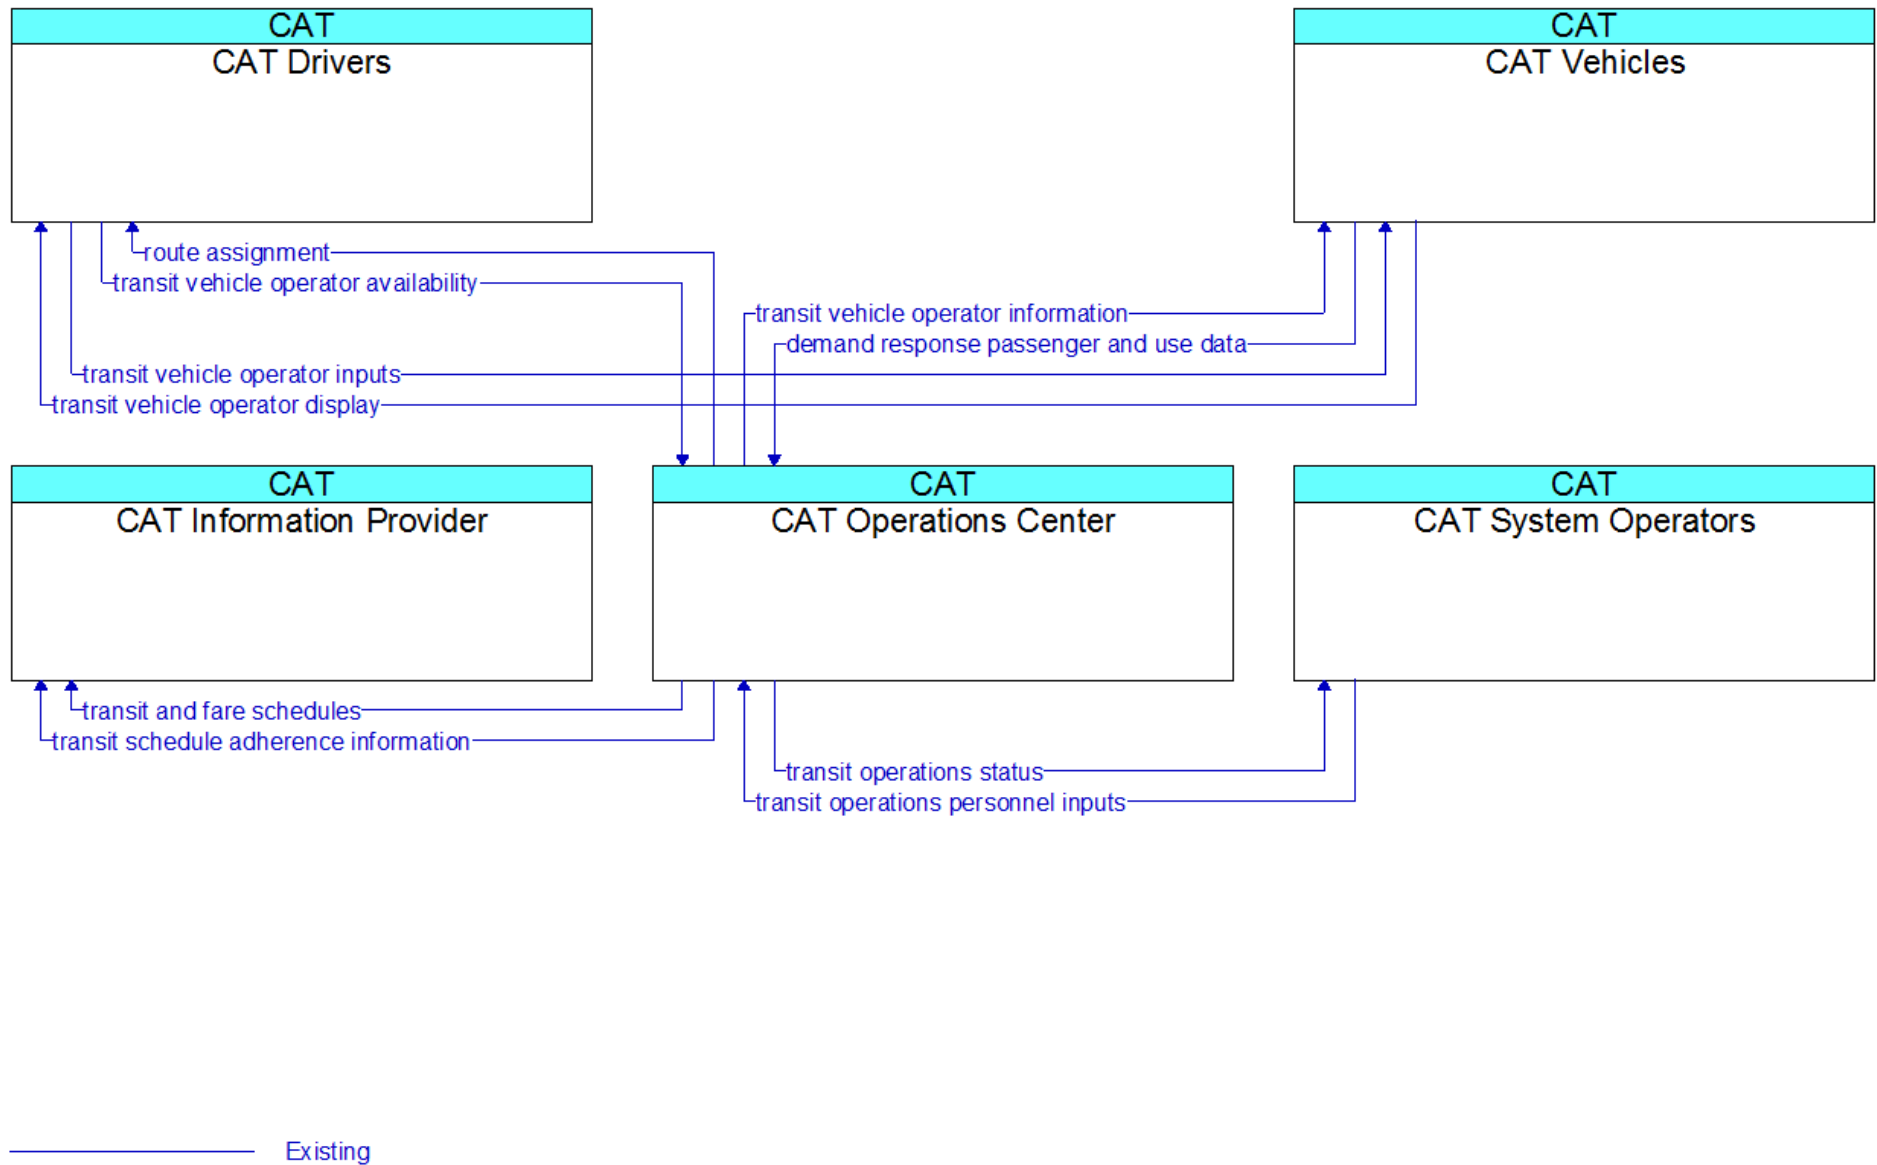 CAT
CAT Drivers
CAT
CAT Vehicles
route assignment
transit vehicle operator availability
transit vehicle operator information
demand response passenger and use data
transit vehicle operator inputs
transit vehicle operator display
CAT
CAT Information Provider
CAT
CAT Operations Center
CAT
CAT System Operators
transit and fare schedules
transit schedule adherence information
transit operations status
transit operations personnel inputs
Existing